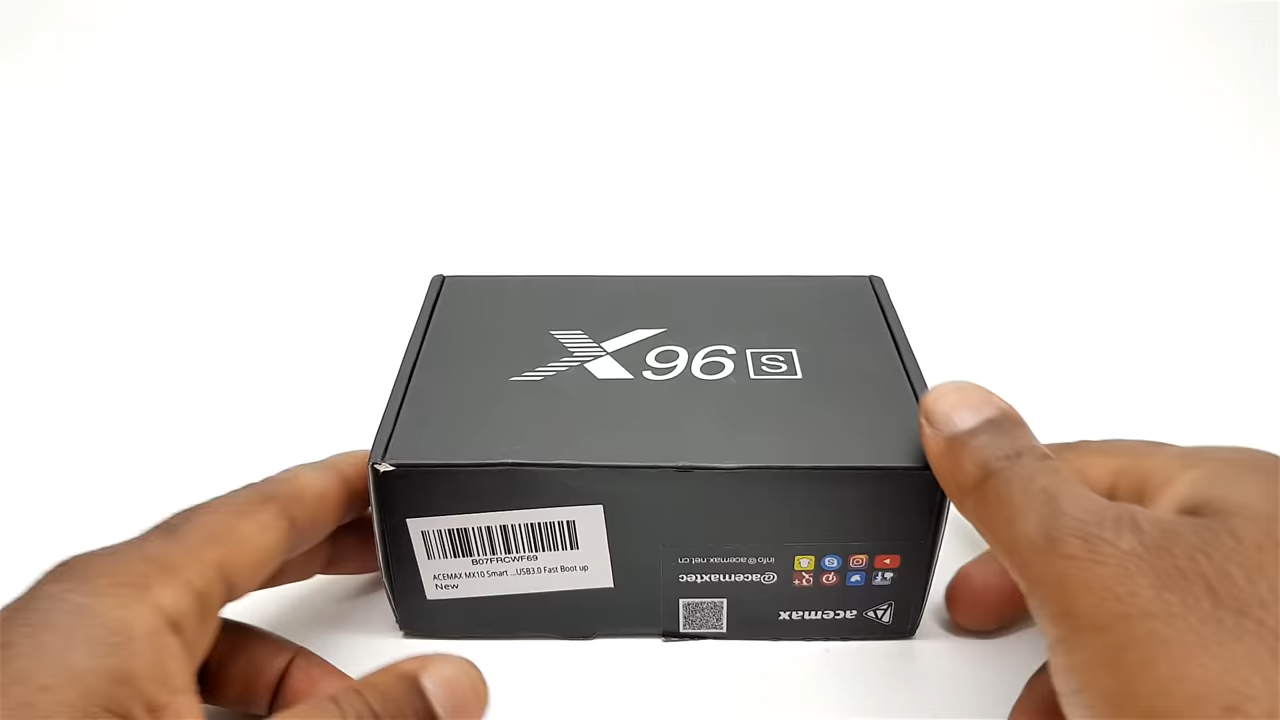 X96 S
B07FRCWF69
ACEMAX MX10 Smart ...USB3.0 Fast Boot up
New
acemax
@acemaxtec
info@acemax.net.cn